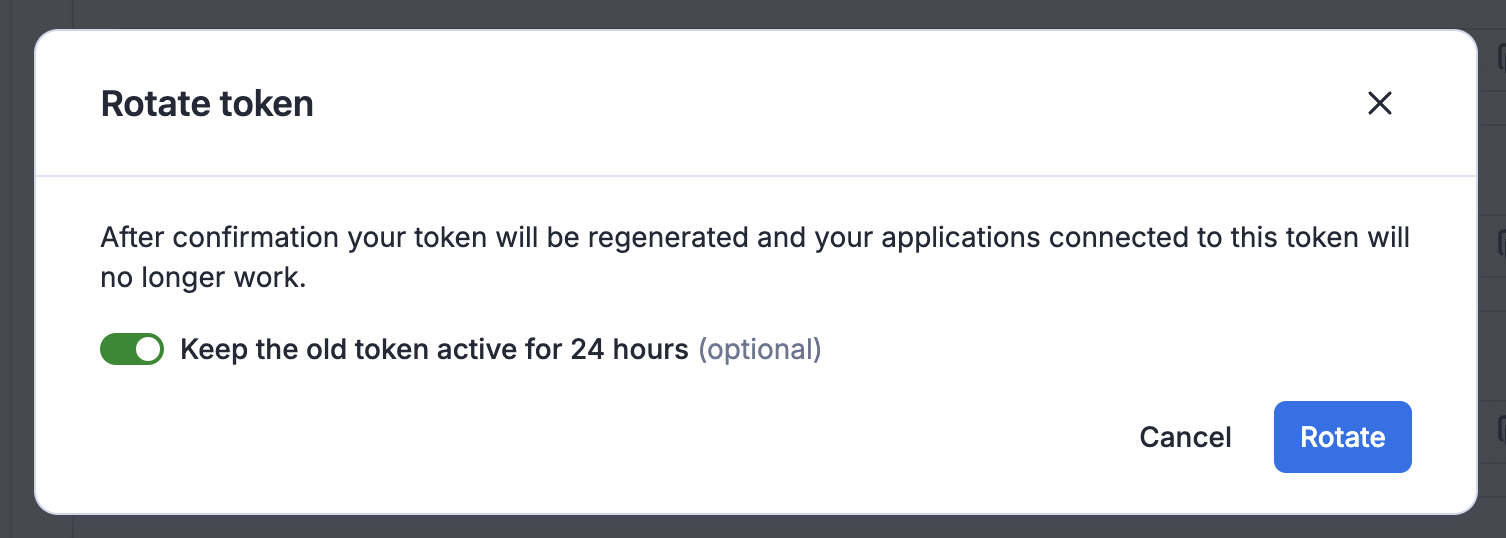 Rotate token
After confirmation your token will be regenerated and your applications connected to this token will
no longer work.
Keep the old token active for 24 hours (optional)
Cancel
Rotate